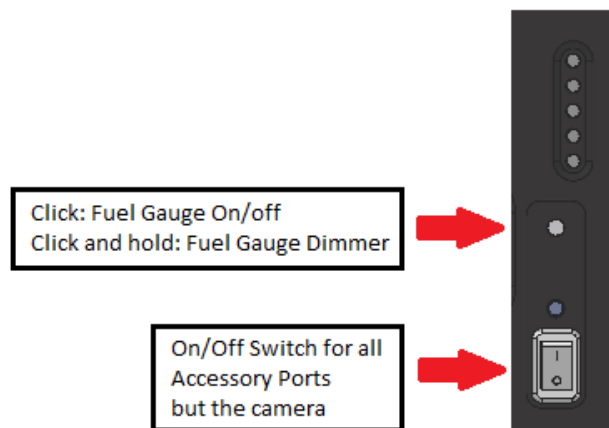 Click: Fuel Gauge On/off
Click and hold: Fuel Gauge Dimmer
On/Off Switch for all
Accessory Ports
but the camera